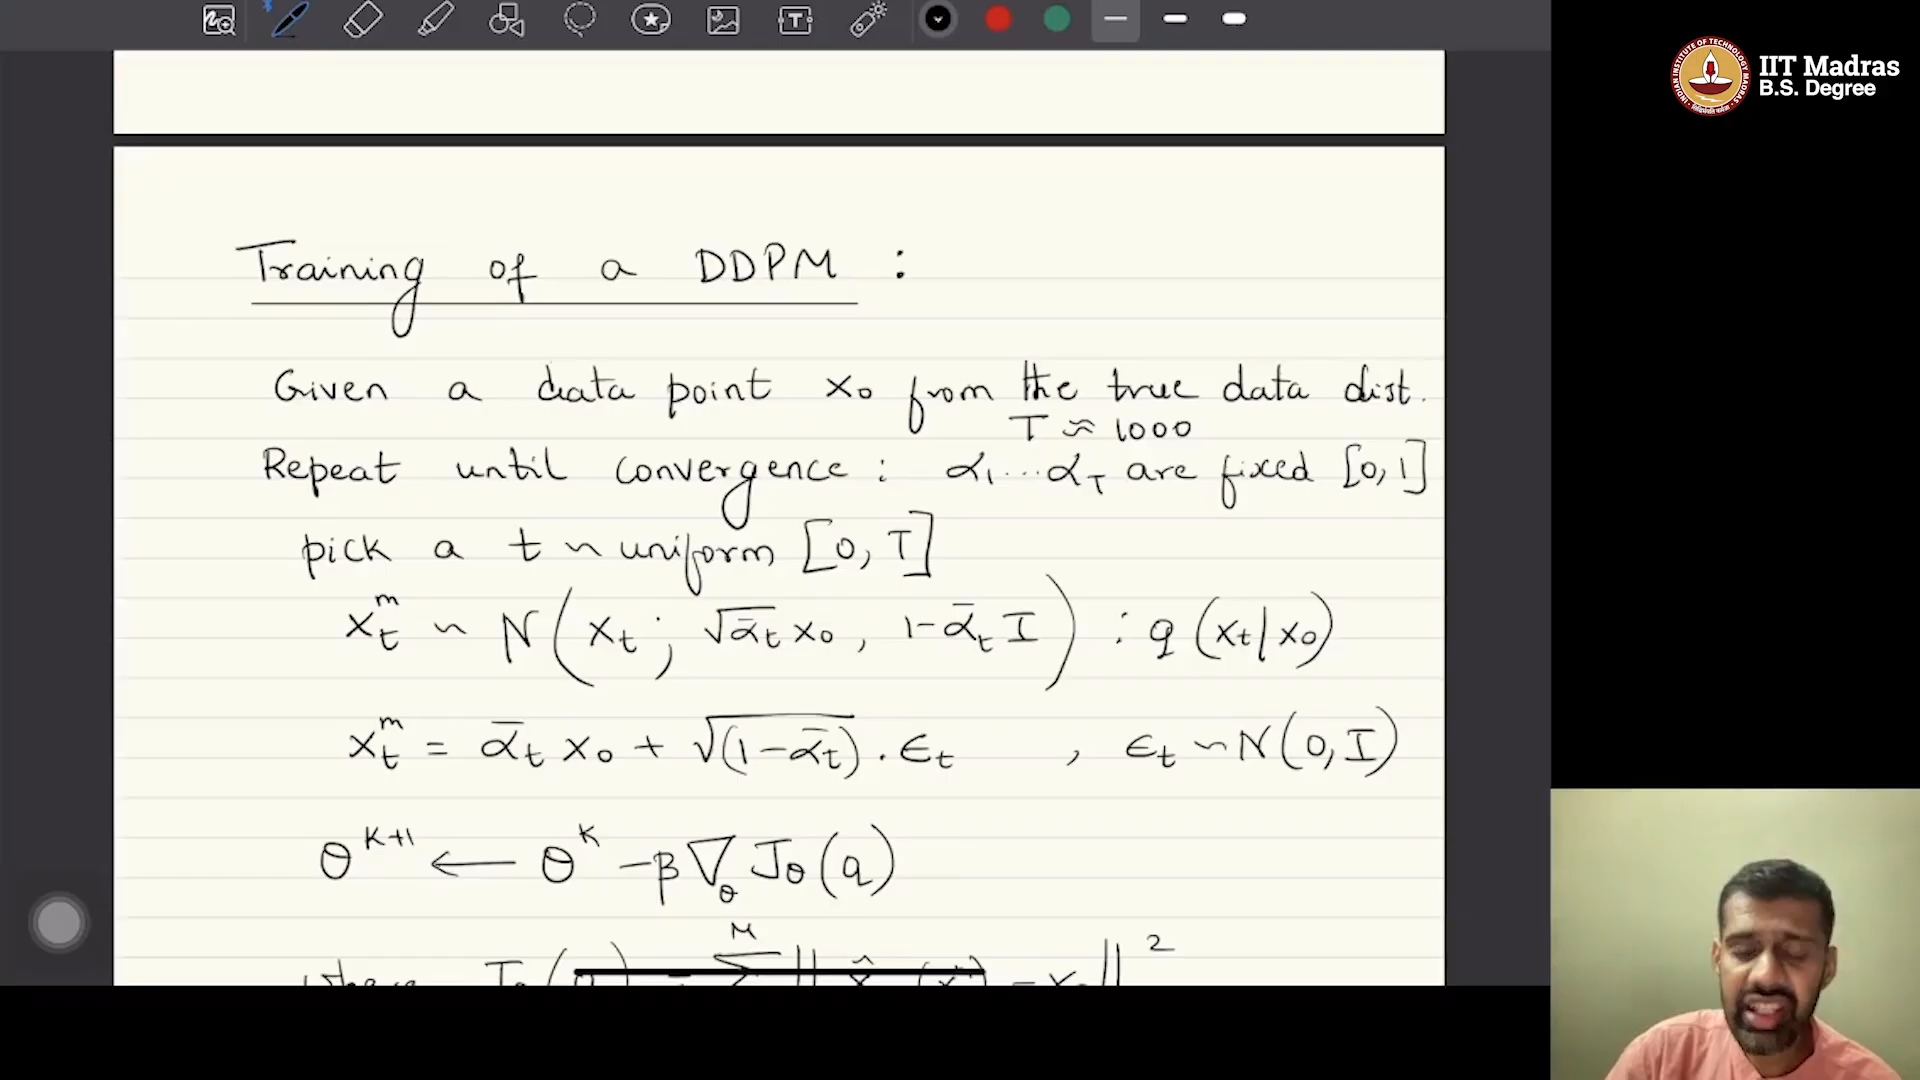 IIT Madras
B.S. Degree
Training of a DDPM :
Given a data point x₀ from the true data dist.
T ≈ 1000
Repeat until convergence : α₁...α_T are fixed [0,1]
pick a t ~ uniform [0, T]
x_t^m ~ N(x_t ; √ᾱ_t x₀ , 1-ᾱ_t I) : q(x_t|x₀)
x_t^m = ᾱ_t x₀ + √(1-ᾱ_t) . ϵ_t , ϵ_t ~ N(0,I)
θ^{k+1} ← θ^k - β∇_θ J_θ(q)